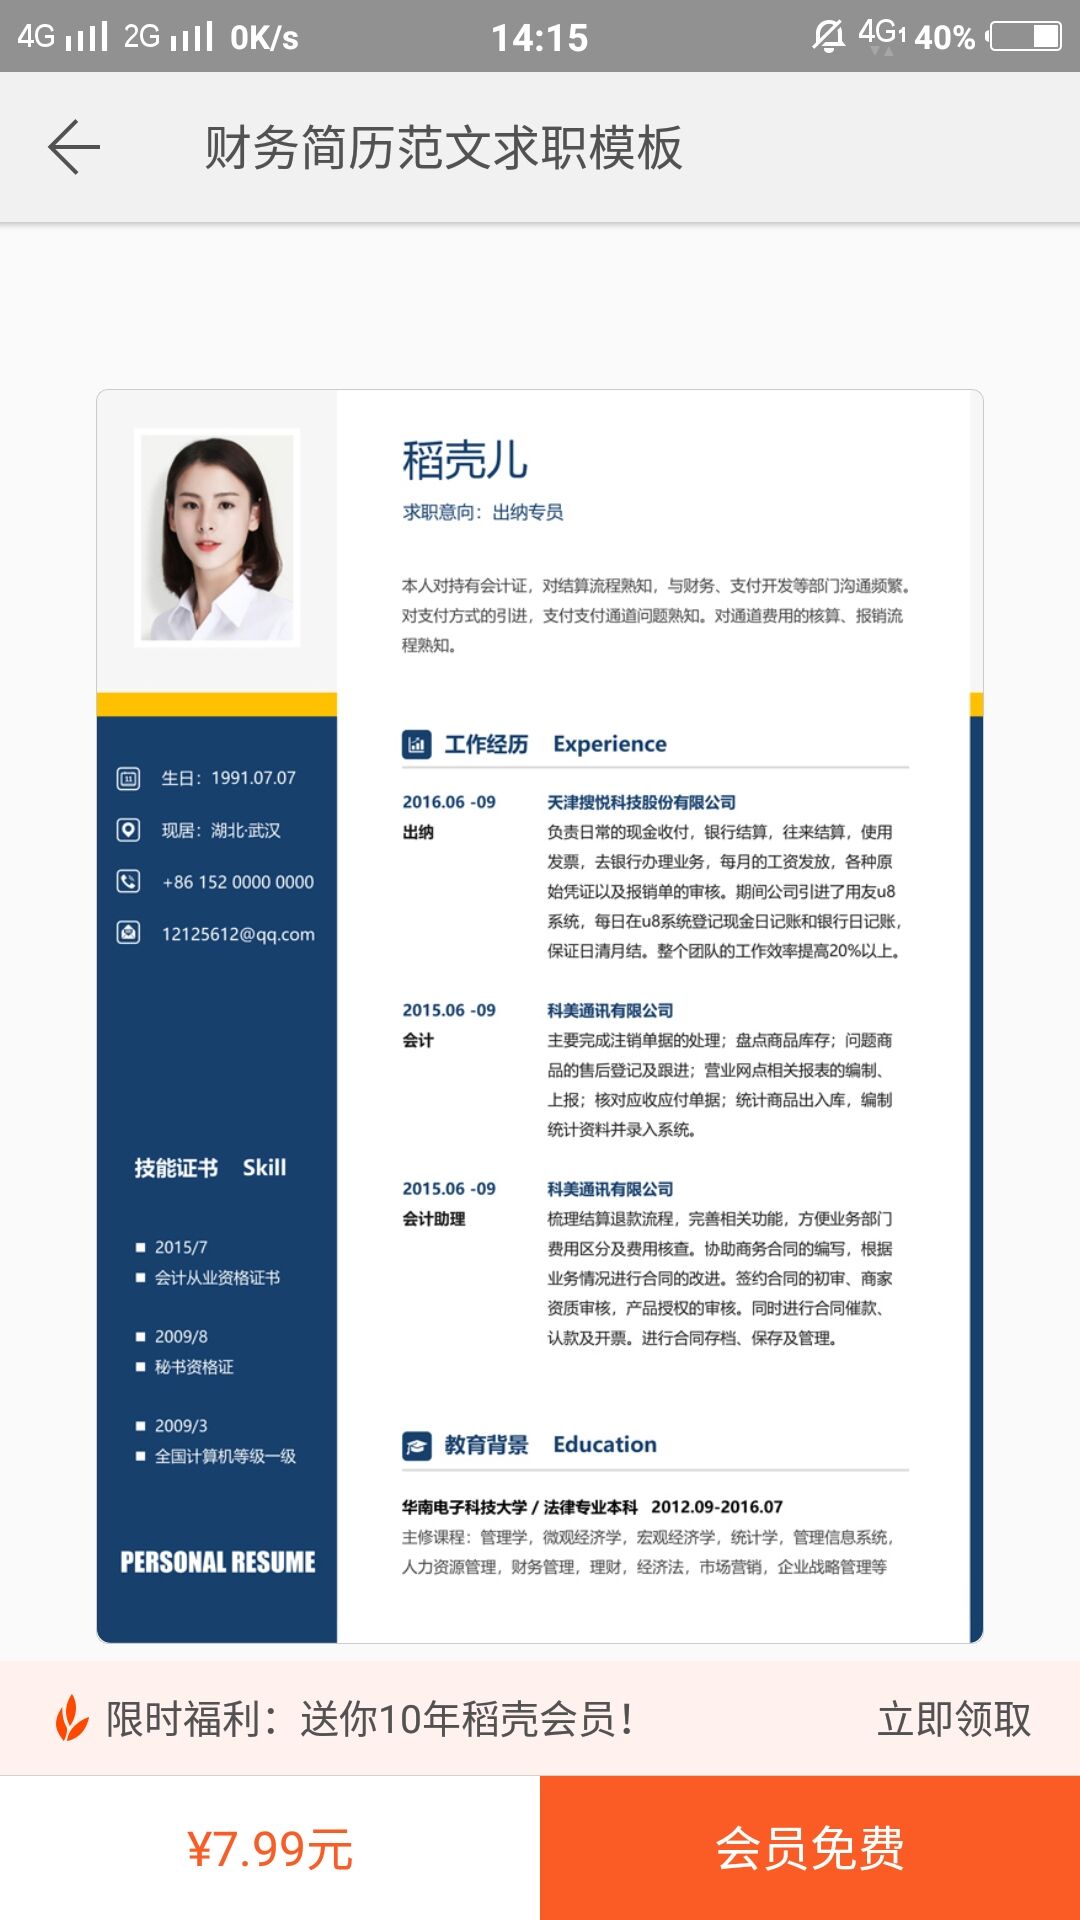 4G 2G 0K/s 14:15 4G1 40%
财务简历范文求职模板
稻壳儿
求职意向：出纳专员
本人对持有会计证，对结算流程熟知，与财务、支付开发等部门沟通频繁。
对支付方式的引进，支付支付通道问题熟知。对通道费用的核算、报销流
程熟知。
生日：1991.07.07
现居：湖北·武汉
+86 152 0000 0000
12125612@qq.com
技能证书 Skill
2015/7
会计从业资格证书
2009/8
秘书资格证
2009/3
全国计算机等级一级
PERSONAL RESUME
工作经历 Experience
2016.06 -09 天津搜悦科技股份有限公司
出纳 负责日常的现金收付，银行结算，往来结算，使用
发票，去银行办理业务，每月的工资发放，各种原
始凭证以及报销单的审核。期间公司引进了用友u8
系统，每日在u8系统登记现金日记账和银行日记账，
保证日清月结。整个团队的工作效率提高20%以上。
2015.06 -09 科美通讯有限公司
会计 主要完成注销单据的处理；盘点商品库存；问题商
品的售后登记及跟进；营业网点相关报表的编制、
上报；核对应收应付单据；统计商品出入库，编制
统计资料并录入系统。
2015.06 -09 科美通讯有限公司
会计助理 梳理结算退款流程，完善相关功能，方便业务部门
费用区分及费用核查。协助商务合同的编写，根据
业务情况进行合同的改进。签约合同的初审、商家
资质审核，产品授权的审核。同时进行合同催款、
认款及开票。进行合同存档、保存及管理。
教育背景 Education
华南电子科技大学 / 法律专业本科 2012.09-2016.07
主修课程：管理学，微观经济学，宏观经济学，统计学，管理信息系统，
人力资源管理，财务管理，理财，经济法，市场营销，企业战略管理等
限时福利：送你10年稻壳会员！ 立即领取
¥7.99元 会员免费